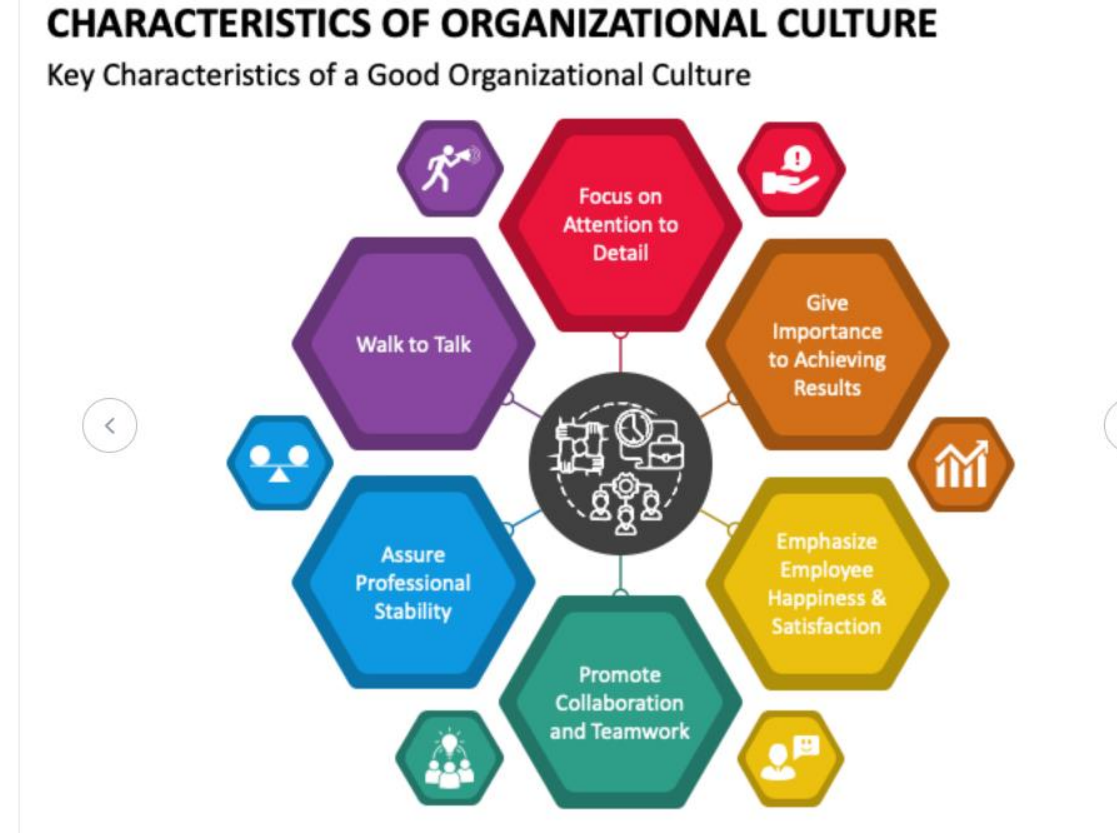 CHARACTERISTICS OF ORGANIZATIONAL CULTURE
Key Characteristics of a Good Organizational Culture
Focus on
Attention to
Detail
Give
Importance
to Achieving
Results
Emphasize
Employee
Happiness &
Satisfaction
Promote
Collaboration
and Teamwork
Assure
Professional
Stability
Walk to Talk